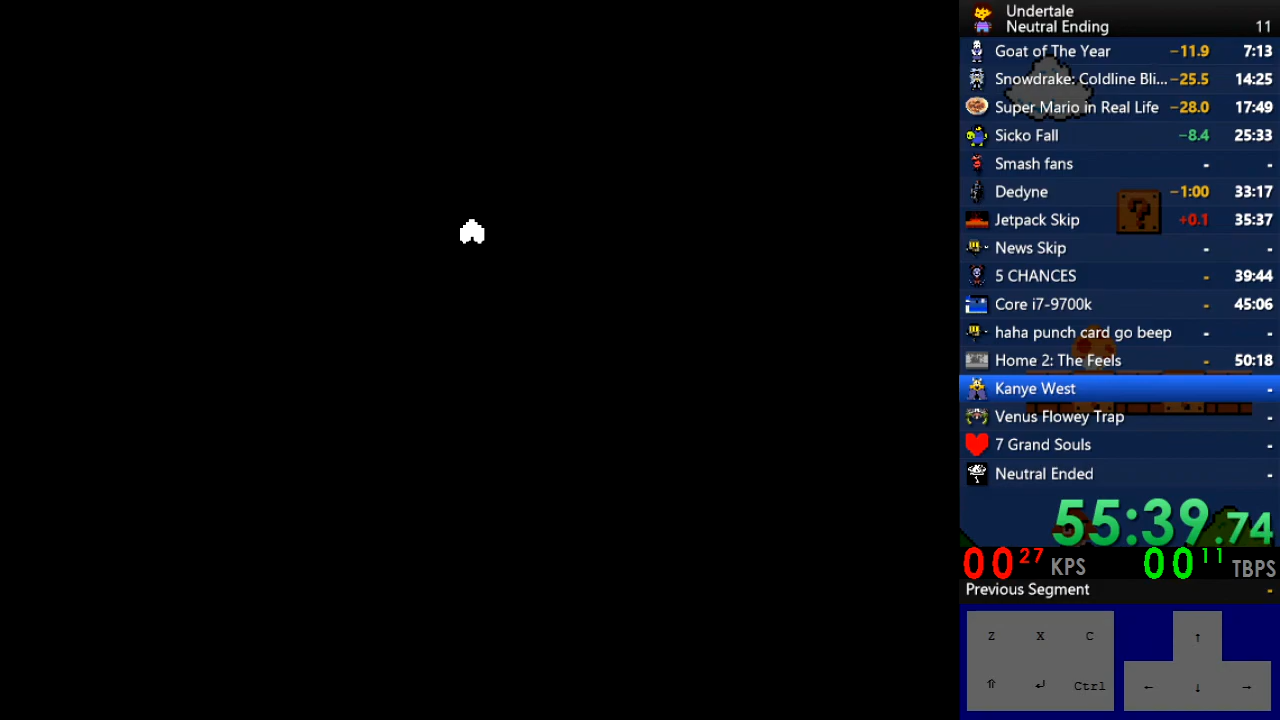 Undertale
Neutral Ending 11
Goat of The Year −11.9 7:13
Snowdrake: Coldline Bli... −25.5 14:25
Super Mario in Real Life −28.0 17:49
Sicko Fall −8.4 25:33
Smash fans - -
Dedyne −1:00 33:17
Jetpack Skip +0.1 35:37
News Skip - -
5 CHANCES - 39:44
Core i7-9700k - 45:06
haha punch card go beep - -
Home 2: The Feels - 50:18
Kanye West -
Venus Flowey Trap -
7 Grand Souls -
Neutral Ended -
55:39.74
00 27 KPS 00 11 TBPS
Previous Segment -
Z X C ↑
⇧ ↵ Ctrl ← ↓ →